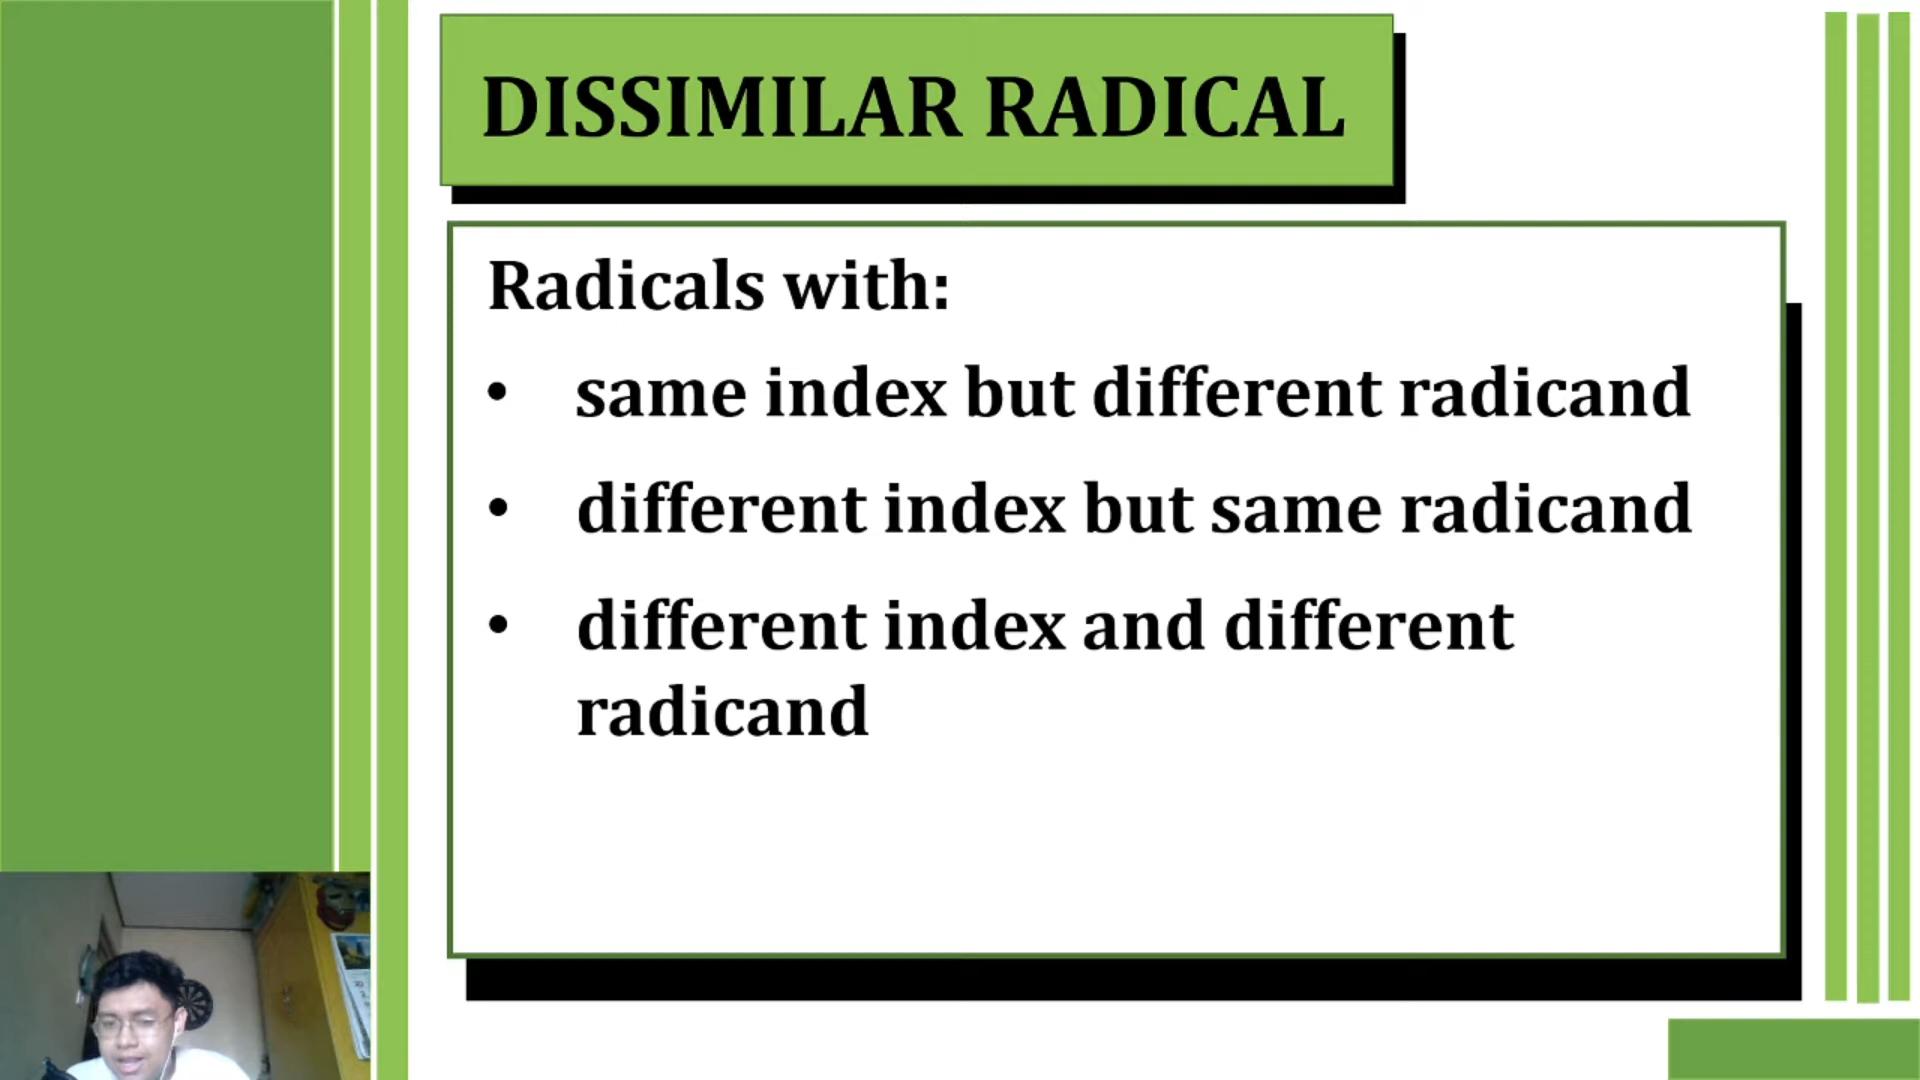 DISSIMILAR RADICAL
Radicals with:
• same index but different radicand
• different index but same radicand
• different index and different
radicand